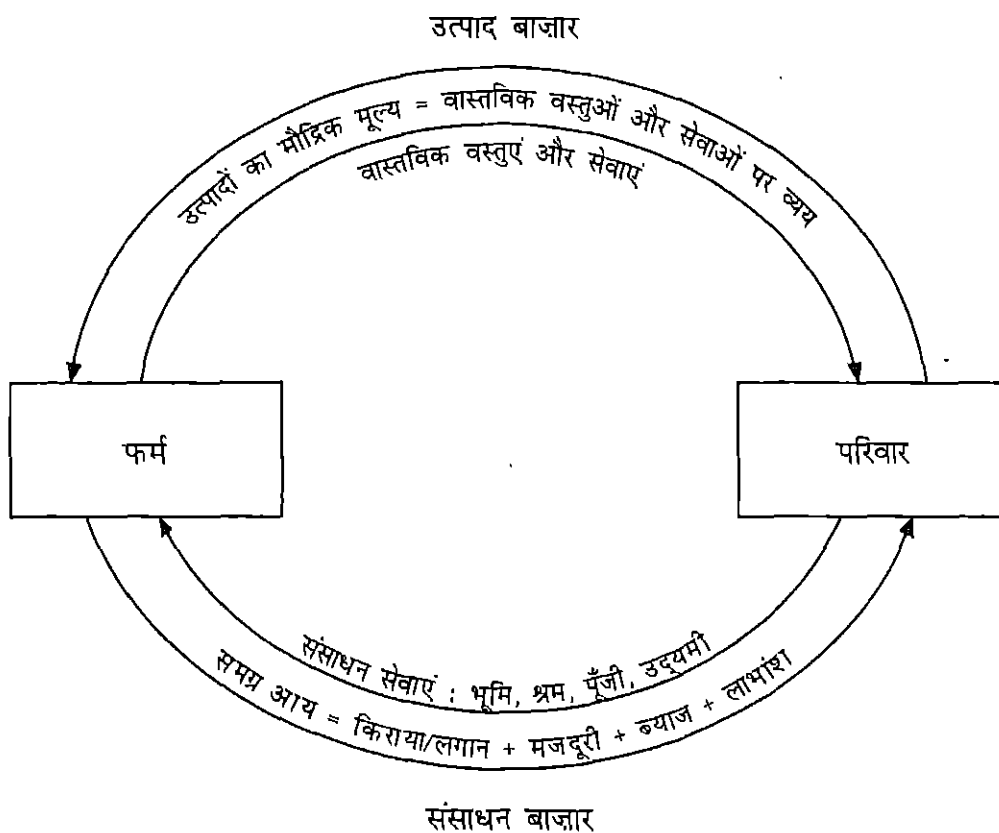 उत्पाद बाज़ार
उत्पादों का मौद्रिक मूल्य = वास्तविक वस्तुओं और सेवाओं पर व्यय
वास्तविक वस्तुएं और सेवाएं
फर्म
परिवार
संसाधन सेवाएं : भूमि, श्रम, पूँजी, उद्यमी
समग्र आय = किराया/लगान + मजदूरी + ब्याज + लाभांश
संसाधन बाज़ार